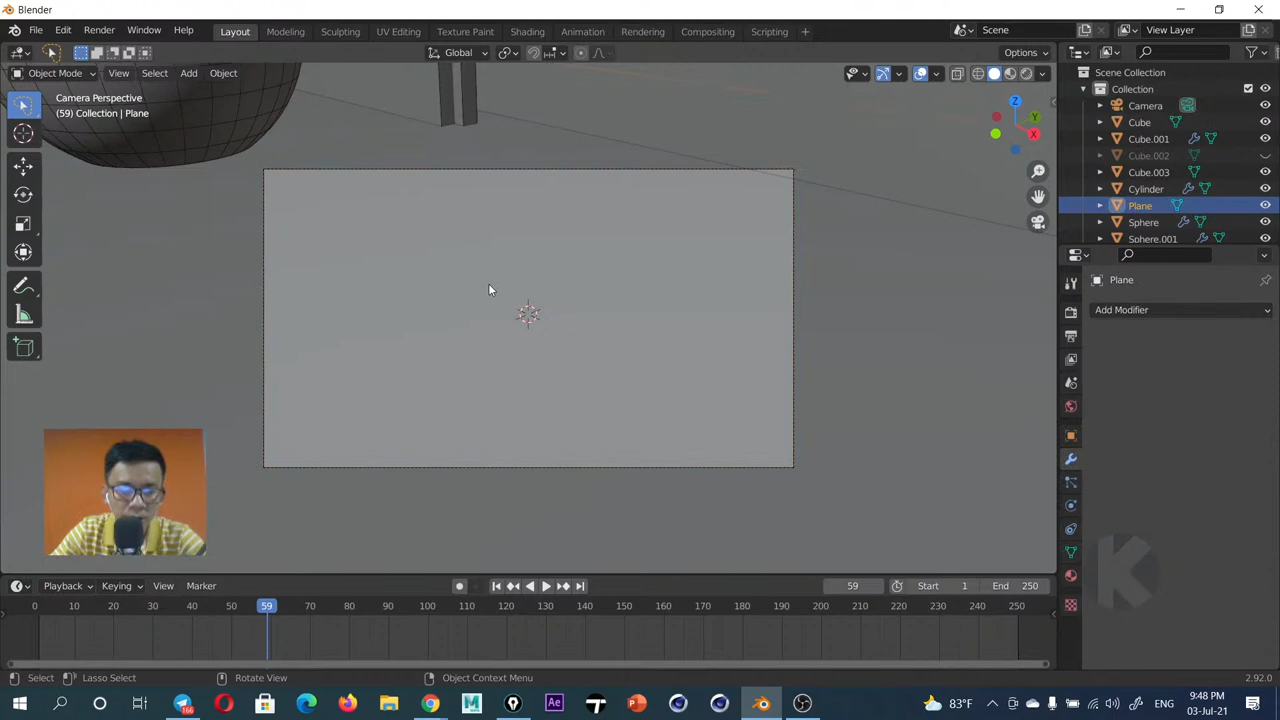 Blender
File Edit Render Window Help Layout Modeling Sculpting UV Editing Texture Paint Shading Animation Rendering Compositing Scripting + Scene View Layer
Global Options
Object Mode View Select Add Object
Camera Perspective
(59) Collection | Plane
Z
Y
X
Scene Collection
Collection
Camera
Cube
Cube.001
Cube.002
Cube.003
Cylinder
Plane
Sphere
Sphere.001
Plane
Add Modifier
K
Playback Keying View Marker 59 Start 1 End 250
0 10 20 30 40 50 59 70 80 90 100 110 120 130 140 150 160 170 180 190 200 210 220 230 240 250
Select Lasso Select Rotate View Object Context Menu 2.92.0
166 M Ae P 83°F 9:48 PM
03-Jul-21